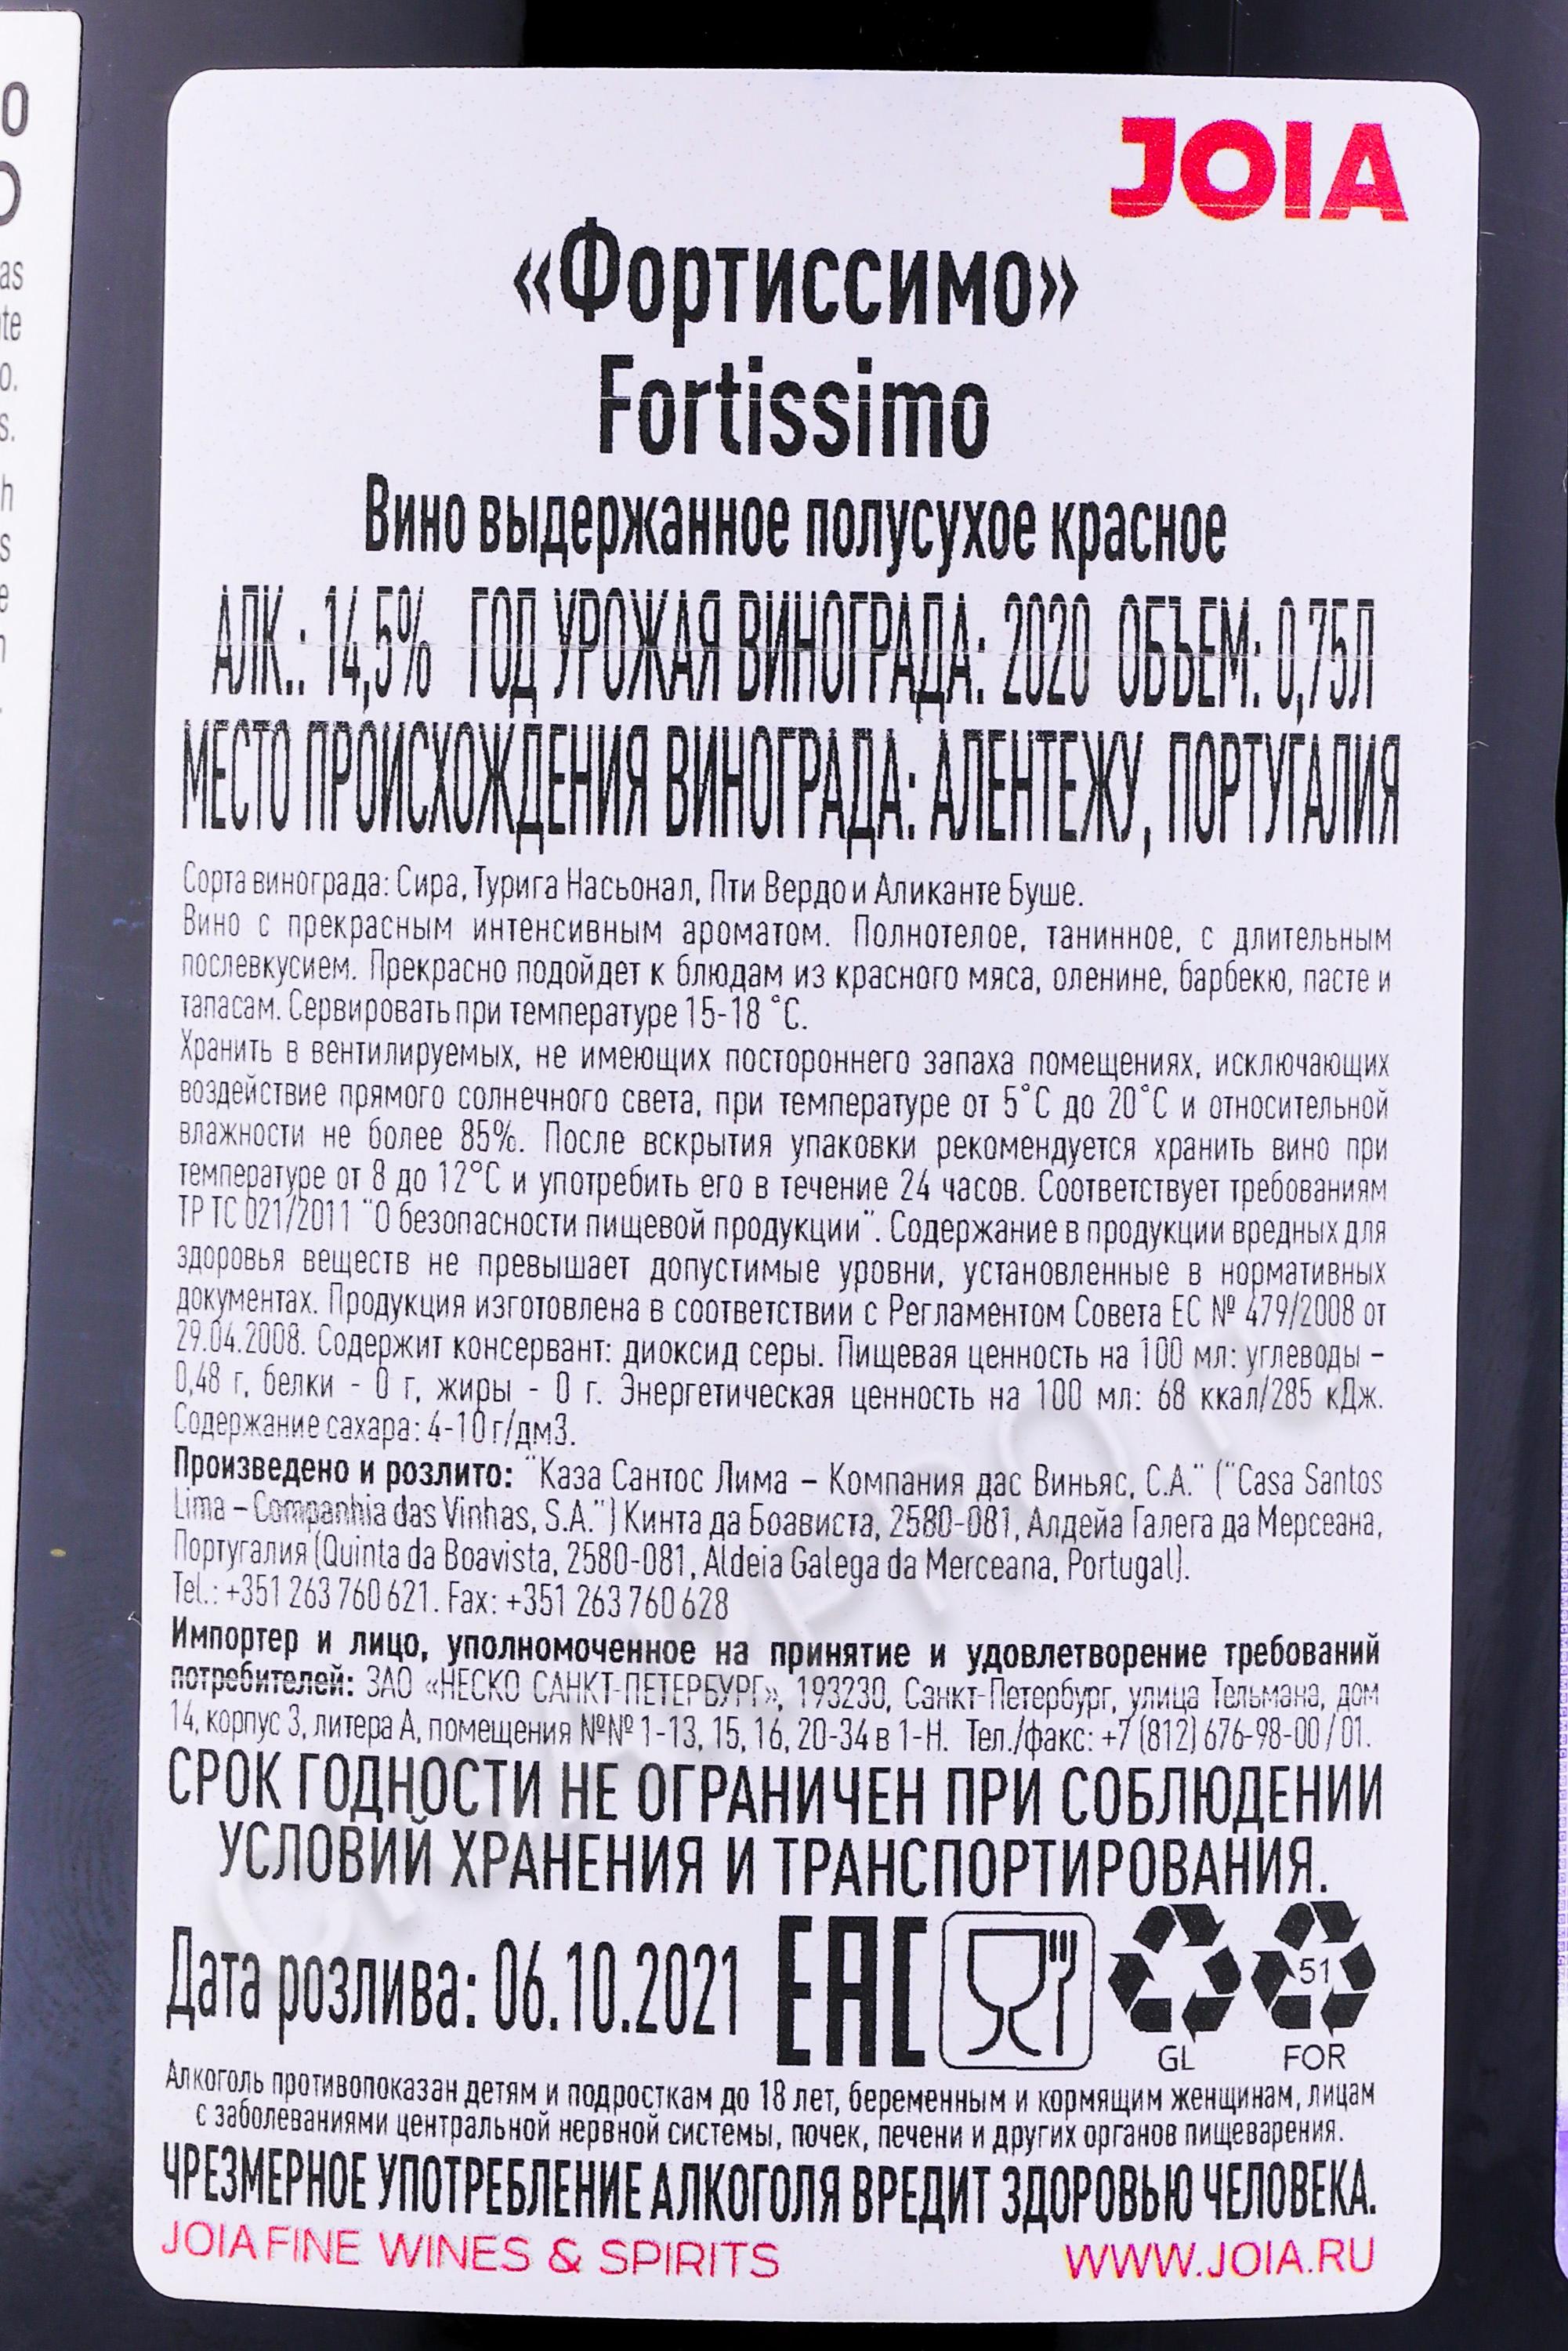 JOIA
«Фортиссимо»
Fortissimo
Вино выдержанное полусухое красное
АЛК.: 14,5% ГОД УРОЖАЯ ВИНОГРАДА: 2020 ОБЪЕМ: 0,75Л
МЕСТО ПРОИСХОЖДЕНИЯ ВИНОГРАДА: АЛЕНТЕЖУ, ПОРТУГАЛИЯ
Сорта винограда: Сира, Турига Насьонал, Пти Вердо и Аликанте Буше.
Вино с прекрасным интенсивным ароматом. Полнотелое, танинное, с длительным
послевкусием. Прекрасно подойдет к блюдам из красного мяса, оленине, барбекю, пасте и
тапасам. Сервировать при температуре 15-18 °C.
Хранить в вентилируемых, не имеющих постороннего запаха помещениях, исключающих
воздействие прямого солнечного света, при температуре от 5°C до 20°C и относительной
влажности не более 85%. После вскрытия упаковки рекомендуется хранить вино при
температуре от 8 до 12°C и употребить его в течение 24 часов. Соответствует требованиям
ТР ТС 021/2011 "О безопасности пищевой продукции". Содержание в продукции вредных для
здоровья веществ не превышает допустимые уровни, установленные в нормативных
документах. Продукция изготовлена в соответствии с Регламентом Совета ЕС № 479/2008 от
29.04.2008. Содержит консервант: диоксид серы. Пищевая ценность на 100 мл: углеводы –
0,48 г, белки - 0 г, жиры - 0 г. Энергетическая ценность на 100 мл: 68 ккал/285 кДж.
Содержание сахара: 4-10 г/дм3.
Произведено и розлито: "Каза Сантос Лима – Компания дас Виньяс, С.А." ("Casa Santos
Lima – Companhia das Vinhas, S.A.") Кинта да Боависта, 2580-081, Алдейа Галега да Мерсеана,
Португалия (Quinta da Boavista, 2580-081, Aldeia Galega da Merceana, Portugal).
Tel.: +351 263 760 621. Fax: +351 263 760 628
Импортер и лицо, уполномоченное на принятие и удовлетворение требований
потребителей: ЗАО «НЕСКО САНКТ-ПЕТЕРБУРГ», 193230, Санкт-Петербург, улица Тельмана, дом
14, корпус 3, литера А, помещения №№ 1-13, 15, 16, 20-34 в 1-Н. Тел./факс: +7 (812) 676-98-00 / 01.
СРОК ГОДНОСТИ НЕ ОГРАНИЧЕН ПРИ СОБЛЮДЕНИИ
УСЛОВИЙ ХРАНЕНИЯ И ТРАНСПОРТИРОВАНИЯ.
Дата розлива: 06.10.2021 EAC 51
GL FOR
Алкоголь противопоказан детям и подросткам до 18 лет, беременным и кормящим женщинам, лицам
с заболеваниями центральной нервной системы, почек, печени и других органов пищеварения.
ЧРЕЗМЕРНОЕ УПОТРЕБЛЕНИЕ АЛКОГОЛЯ ВРЕДИТ ЗДОРОВЬЮ ЧЕЛОВЕКА.
JOIA FINE WINES & SPIRITS WWW.JOIA.RU